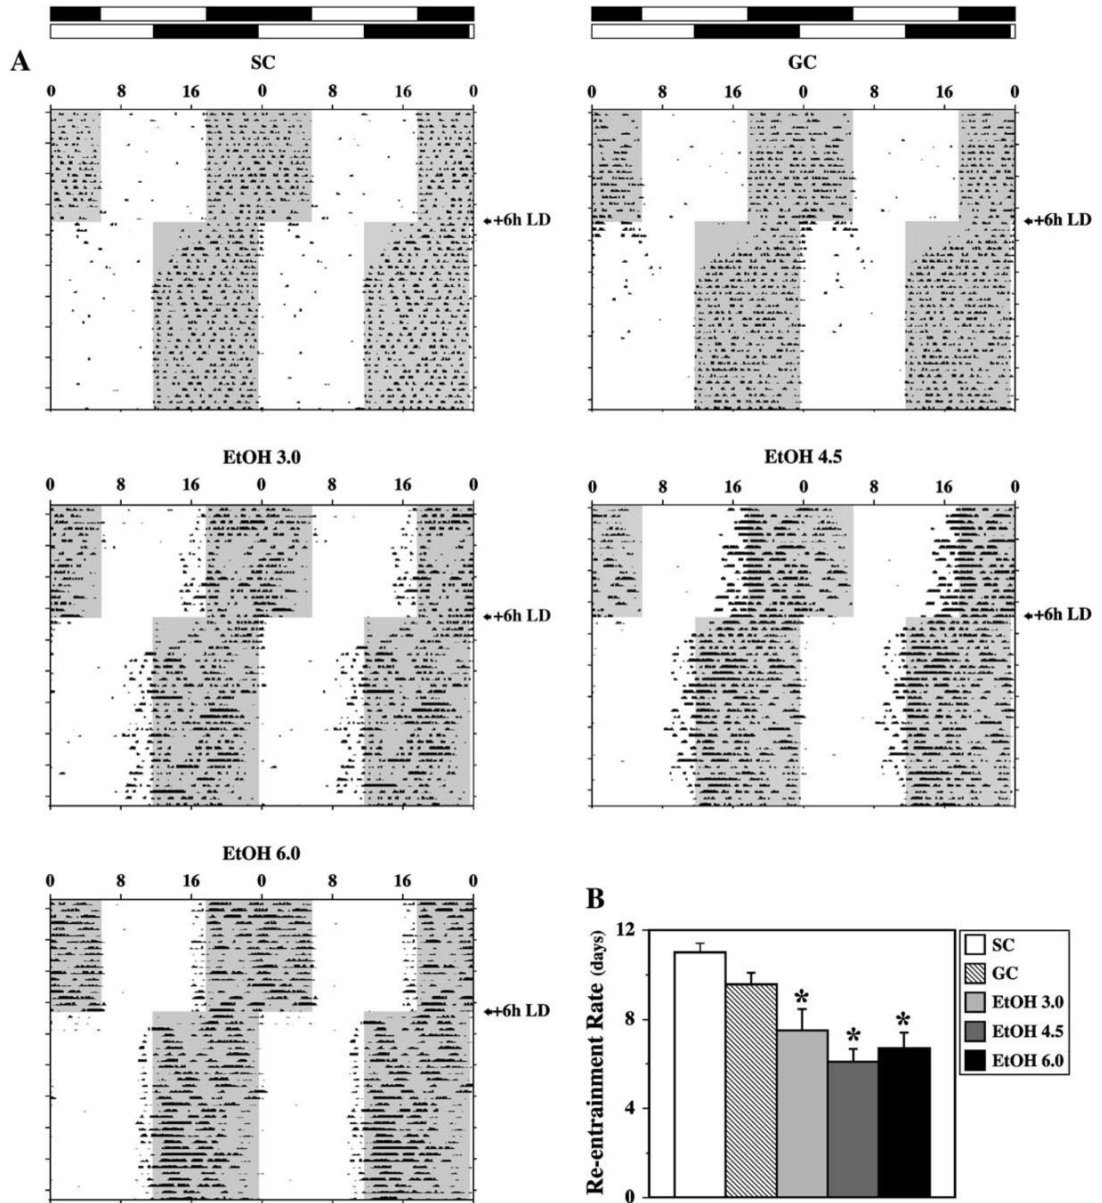 A
SC
0 8 16 0 8 16 0
+6h LD
GC
0 8 16 0 8 16 0
+6h LD
EtOH 3.0
0 8 16 0 8 16 0
+6h LD
EtOH 4.5
0 8 16 0 8 16 0
+6h LD
EtOH 6.0
0 8 16 0 8 16 0
+6h LD
B
Re-entrainment Rate (days)
12
8
4
0
* * *
SC
GC
EtOH 3.0
EtOH 4.5
EtOH 6.0